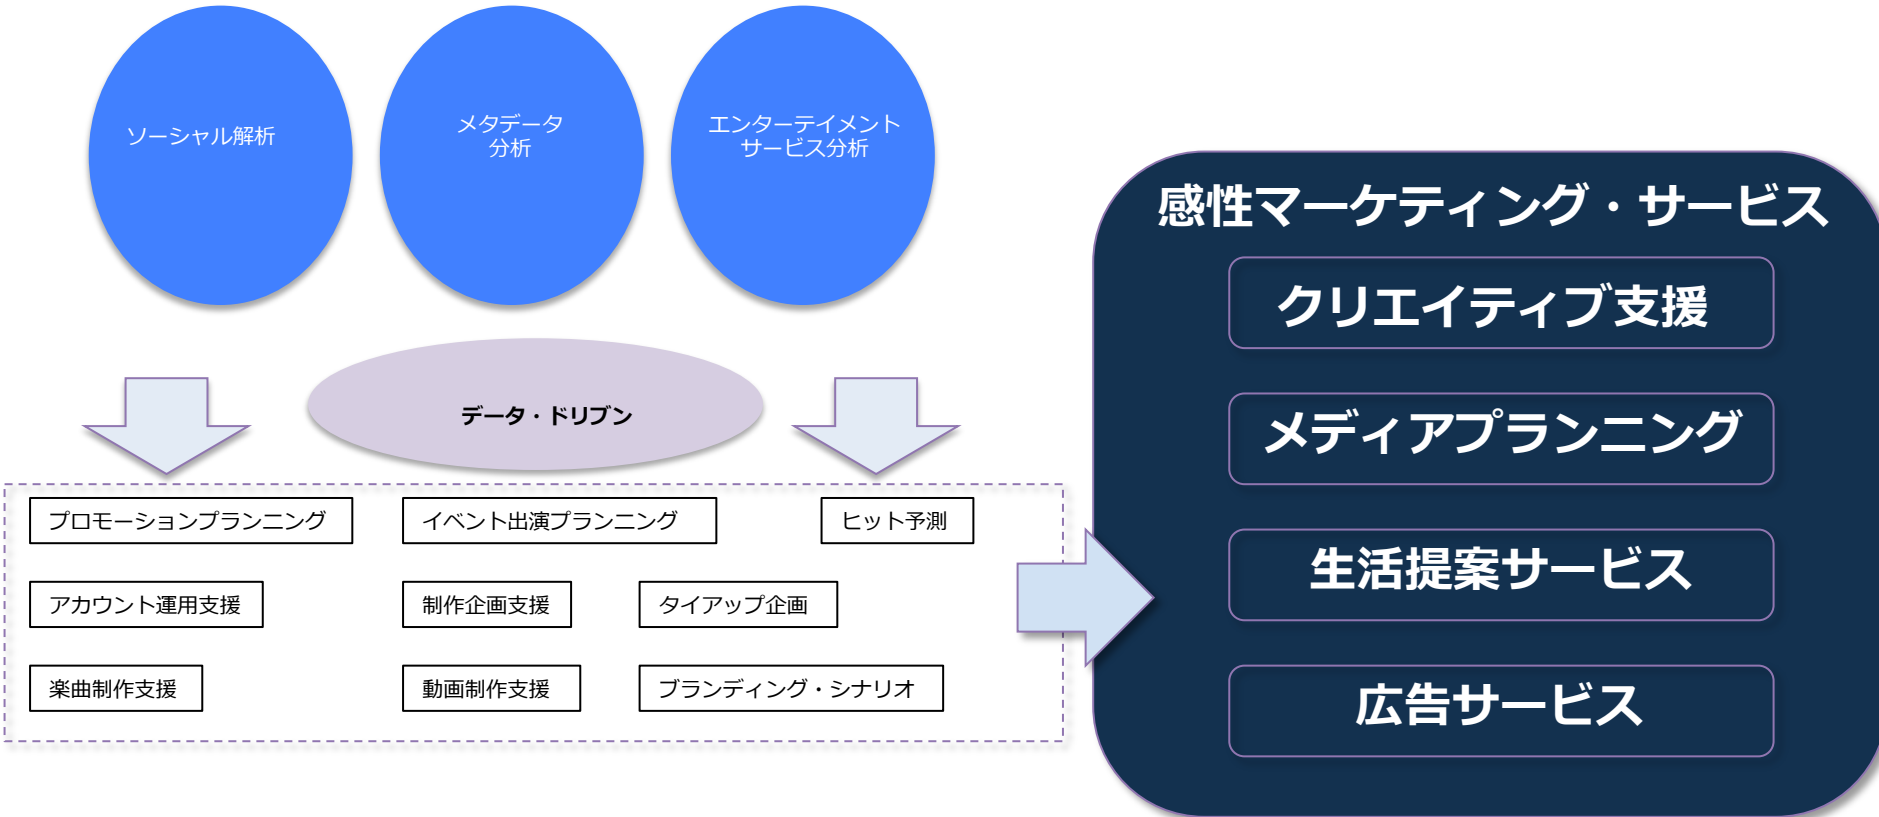 ソーシャル解析
メタデータ
分析
エンターテイメント
サービス分析
データ・ドリブン
プロモーションプランニング
イベント出演プランニング
ヒット予測
アカウント運用支援
制作企画支援
タイアップ企画
楽曲制作支援
動画制作支援
ブランディング・シナリオ
感性マーケティング・サービス
クリエイティブ支援
メディアプランニング
生活提案サービス
広告サービス